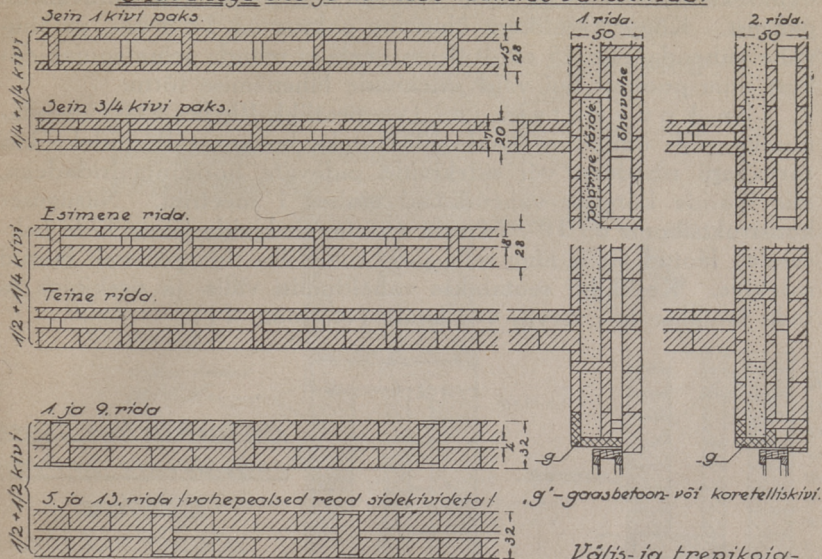 Sein 1 kivi paks.
15
28
1/4 + 1/4 kivi
Sein 3/4 kivi paks.
7
20
1. rida.
50
2. rida.
50
poorne täide
õhuvahe
Esimene rida.
8
28
1/2 + 1/4 kivi
Teine rida.
1. ja 9. rida
4
32
1/2 + 1/2 kivi
5. ja 13. rida /vahepealsed read sidekivideta/
32
g
g
"g"-gaasbetoon- või koretelliskivi.
Välis- ja trepikoja-